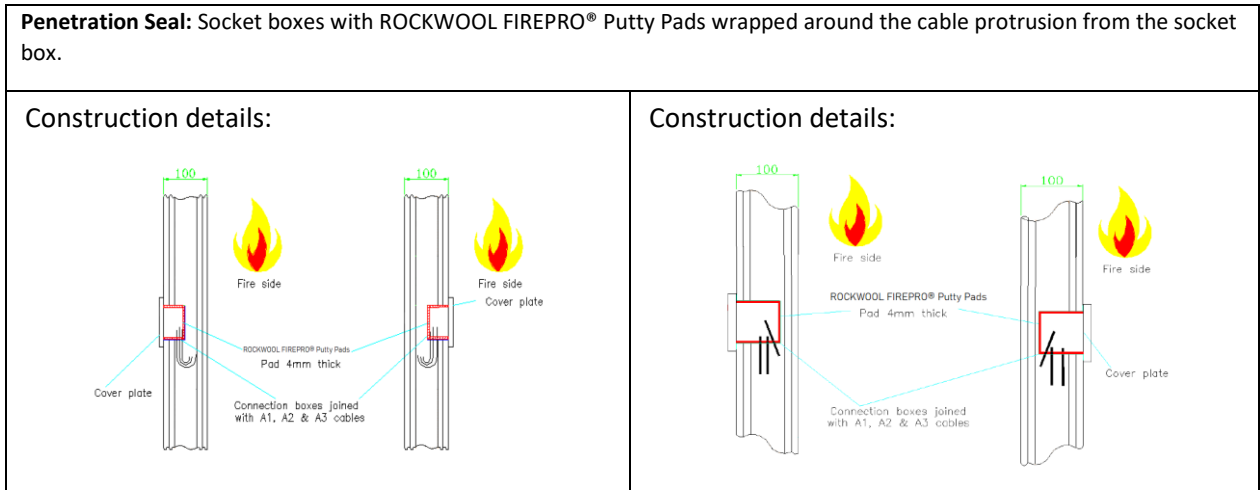 Penetration Seal: Socket boxes with ROCKWOOL FIREPRO® Putty Pads wrapped around the cable protrusion from the socket
box.
Construction details:
100
100
Fire side
Fire side
Cover plate
ROCKWOOL FIREPRO® Putty Pads
Pad 4mm thick
Cover plate
Connection boxes joined
with A1, A2 & A3 cables
Construction details:
100
100
Fire side
Fire side
ROCKWOOL FIREPRO® Putty Pads
Pad 4mm thick
Cover plate
Connection boxes joined
with A1, A2 & A3 cables